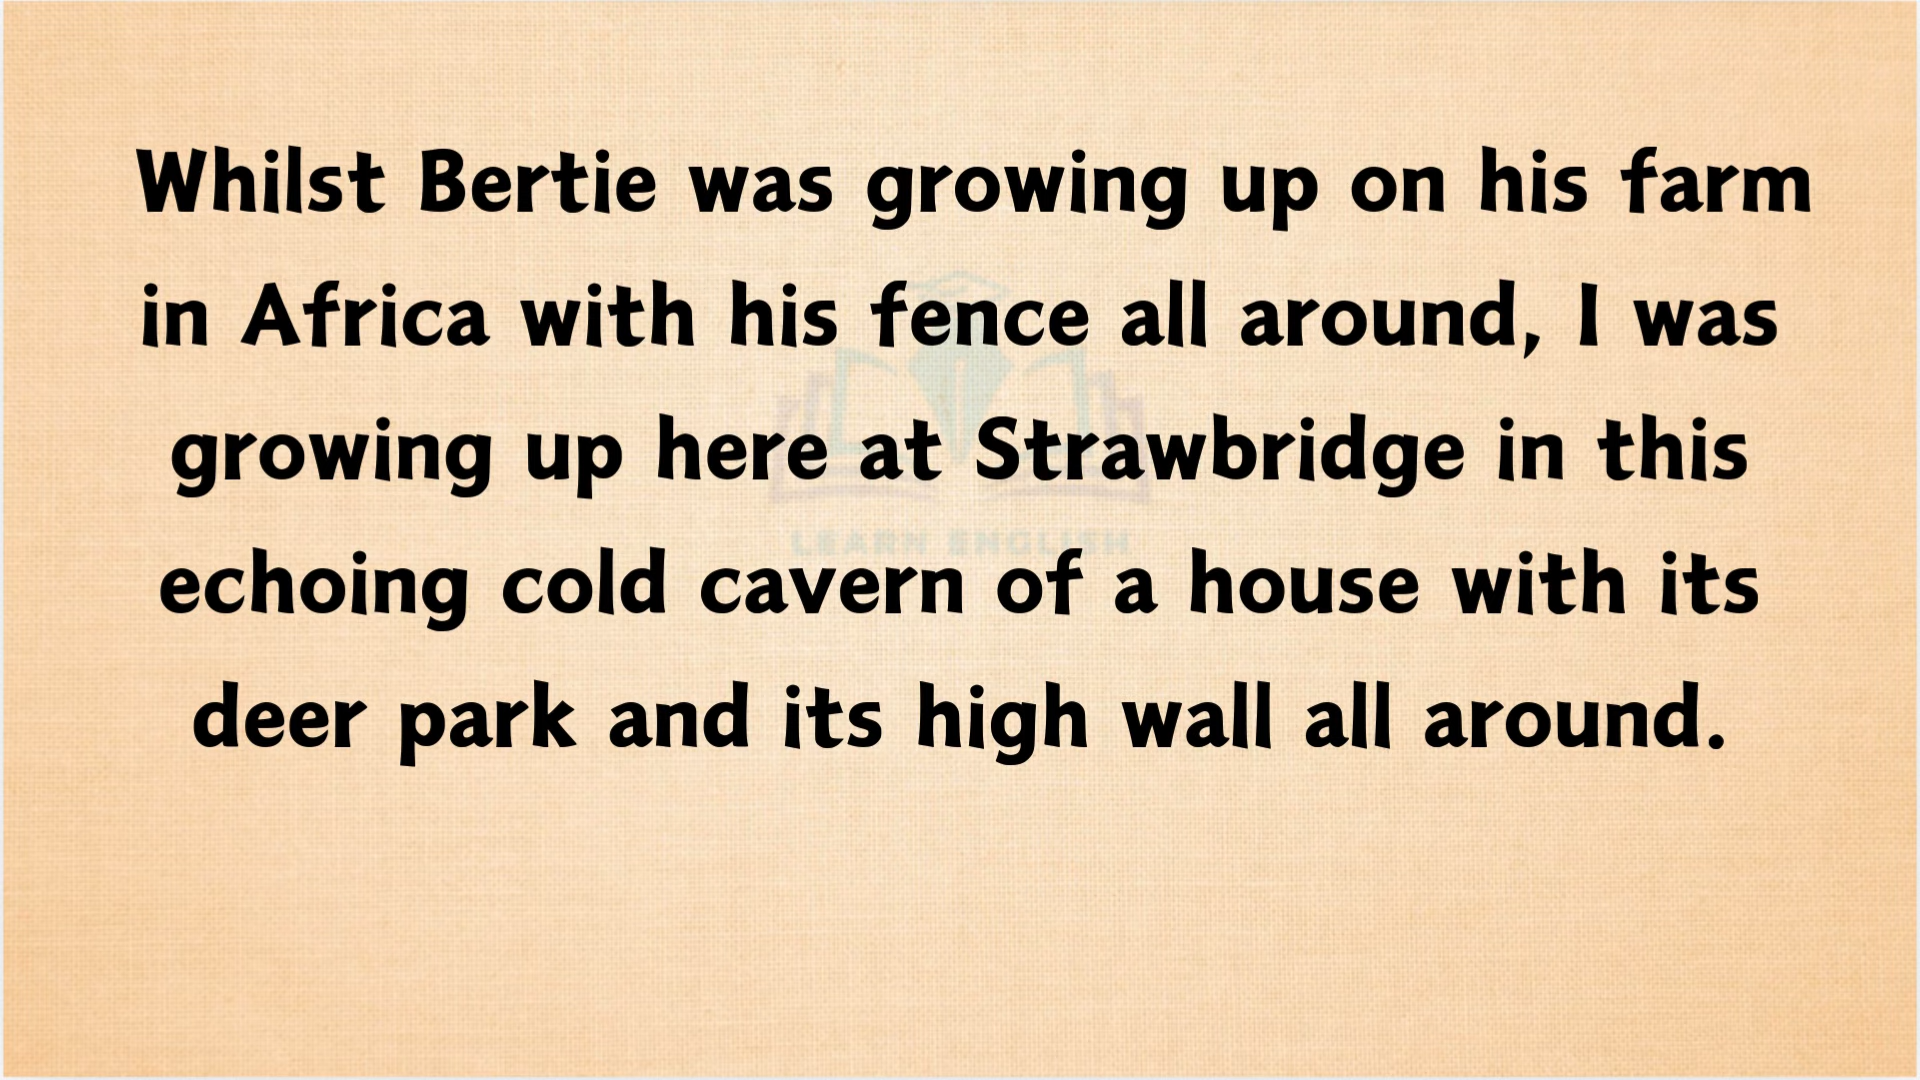 Whilst Bertie was growing up on his farm
in Africa with his fence all around, I was
growing up here at Strawbridge in this
echoing cold cavern of a house with its
deer park and its high wall all around.
LEARN ENGLISH